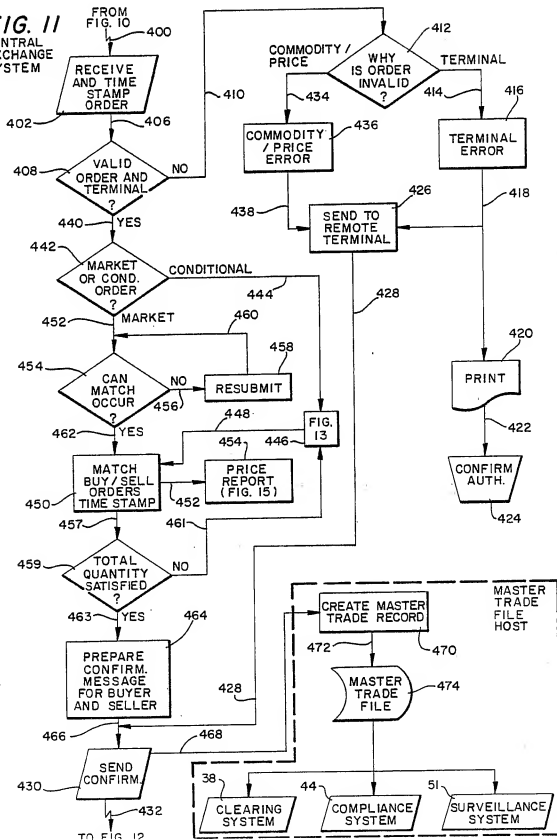 FIG. 11
ENTRAL
EXCHANGE
SYSTEM
FROM
FIG. 10
400
RECEIVE
AND TIME
STAMP
ORDER
402
406
408
VALID
ORDER AND
TERMINAL
?
NO
410
440
YES
COMMODITY /
PRICE
412
WHY
IS ORDER
INVALID
?
TERMINAL
434
414
COMMODITY
/ PRICE
ERROR
436
416
TERMINAL
ERROR
438
418
SEND TO
REMOTE
TERMINAL
426
428
442
MARKET
OR COND.
ORDER
?
CONDITIONAL
444
452
MARKET
460
454
CAN
MATCH
OCCUR
?
NO
456
458
RESUBMIT
462
YES
448
446
FIG.
13
420
PRINT
422
CONFIRM
AUTH.
424
450
MATCH
BUY / SELL
ORDERS
TIME STAMP
452
454
PRICE
REPORT
(FIG. 15)
457
461
459
TOTAL
QUANTITY
SATISFIED
?
NO
463
YES
464
PREPARE
CONFIRM.
MESSAGE
FOR BUYER
AND SELLER
428
466
468
430
SEND
CONFIRM.
432
TO FIG. 12
MASTER
TRADE
FILE
HOST
CREATE MASTER
TRADE RECORD
470
472
MASTER
TRADE
FILE
474
38
CLEARING
SYSTEM
44
COMPLIANCE
SYSTEM
51
SURVEILLANCE
SYSTEM